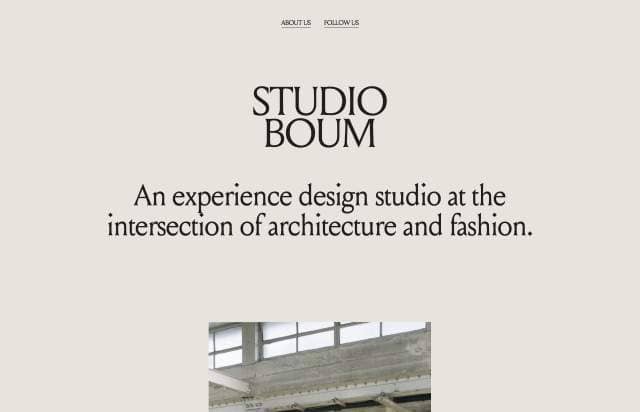 ABOUT US FOLLOW US
STUDIO
BOUM
An experience design studio at the
intersection of architecture and fashion.